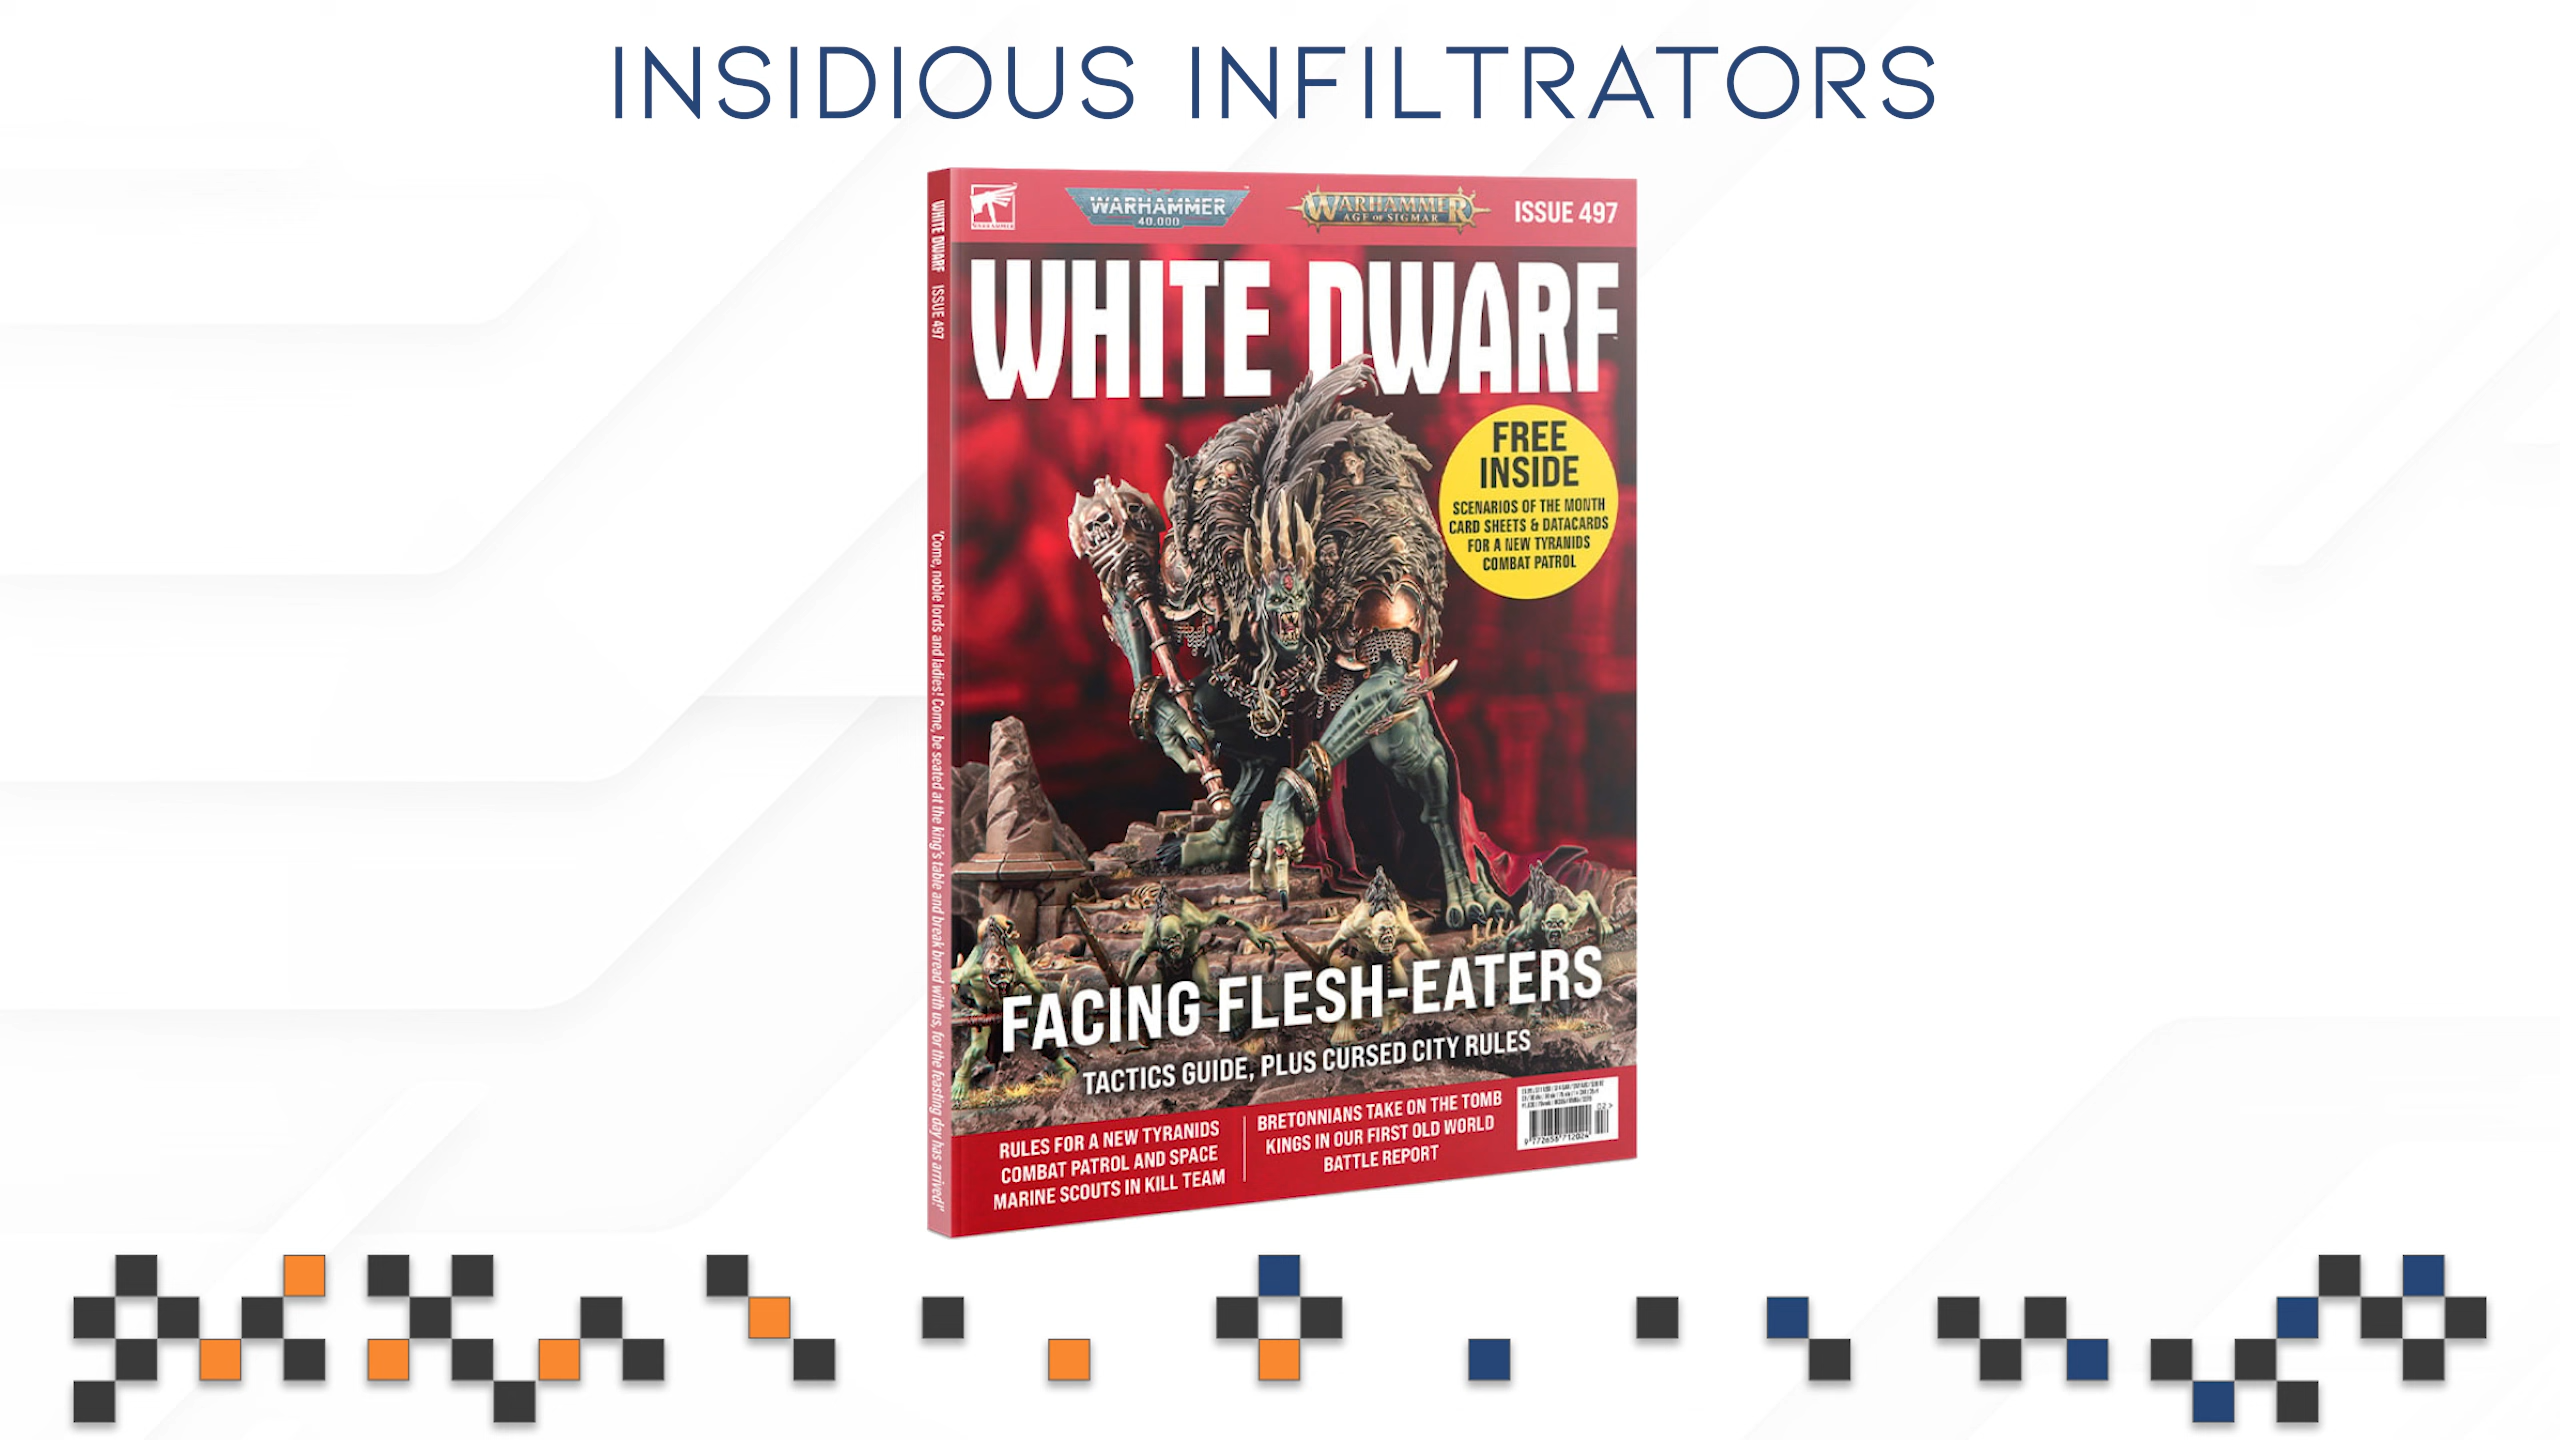 INSIDIOUS INFILTRATORS
WARHAMMER
40,000
WARHAMMER
AGE OF SIGMAR
ISSUE 497
WHITE DWARF
FREE
INSIDE
SCENARIOS OF THE MONTH
CARD SHEETS & DATACARDS
FOR A NEW TYRANIDS
COMBAT PATROL
FACING FLESH-EATERS
TACTICS GUIDE, PLUS CURSED CITY RULES
RULES FOR A NEW TYRANIDS
COMBAT PATROL AND SPACE
MARINE SCOUTS IN KILL TEAM
BRETONNIANS TAKE ON THE TOMB
KINGS IN OUR FIRST OLD WORLD
BATTLE REPORT
02>
9 772658 712024
WHITE DWARF ISSUE 497 'Come, noble lords and ladies! Come, be seated at the king's table and break bread with us, for the feasting day has arrived!'